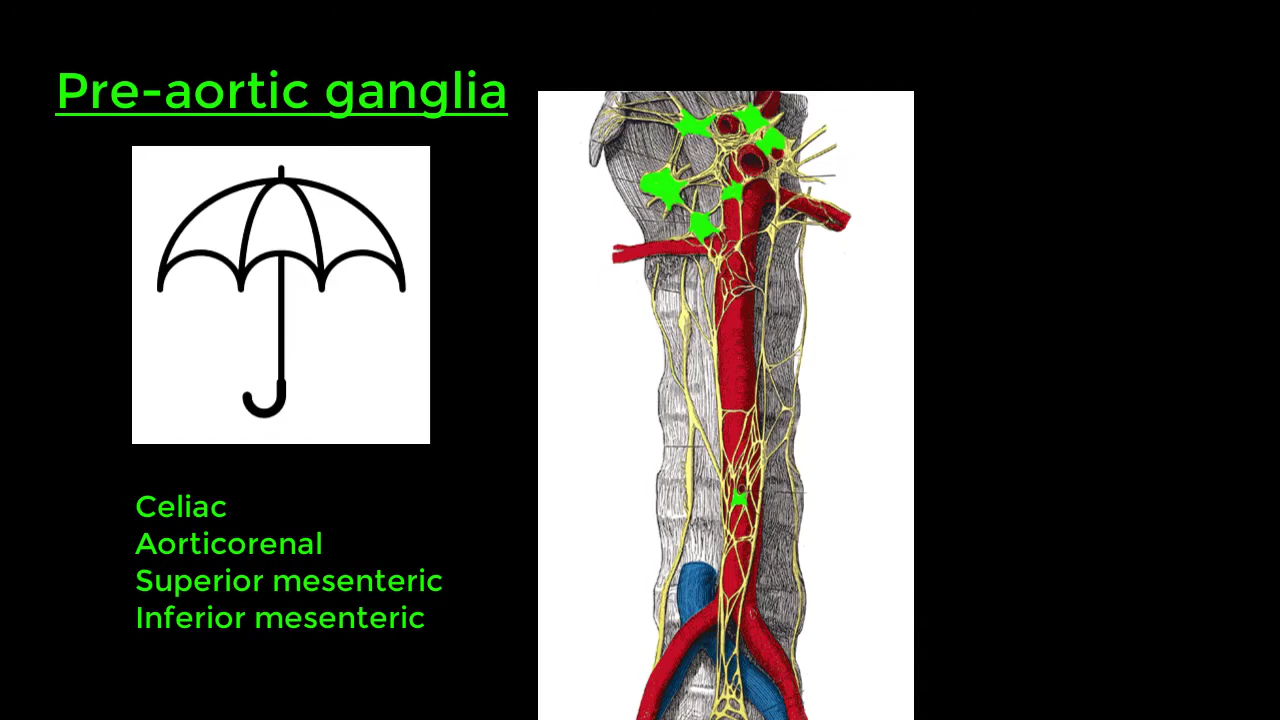 Pre-aortic ganglia
Celiac
Aorticorenal
Superior mesenteric
Inferior mesenteric